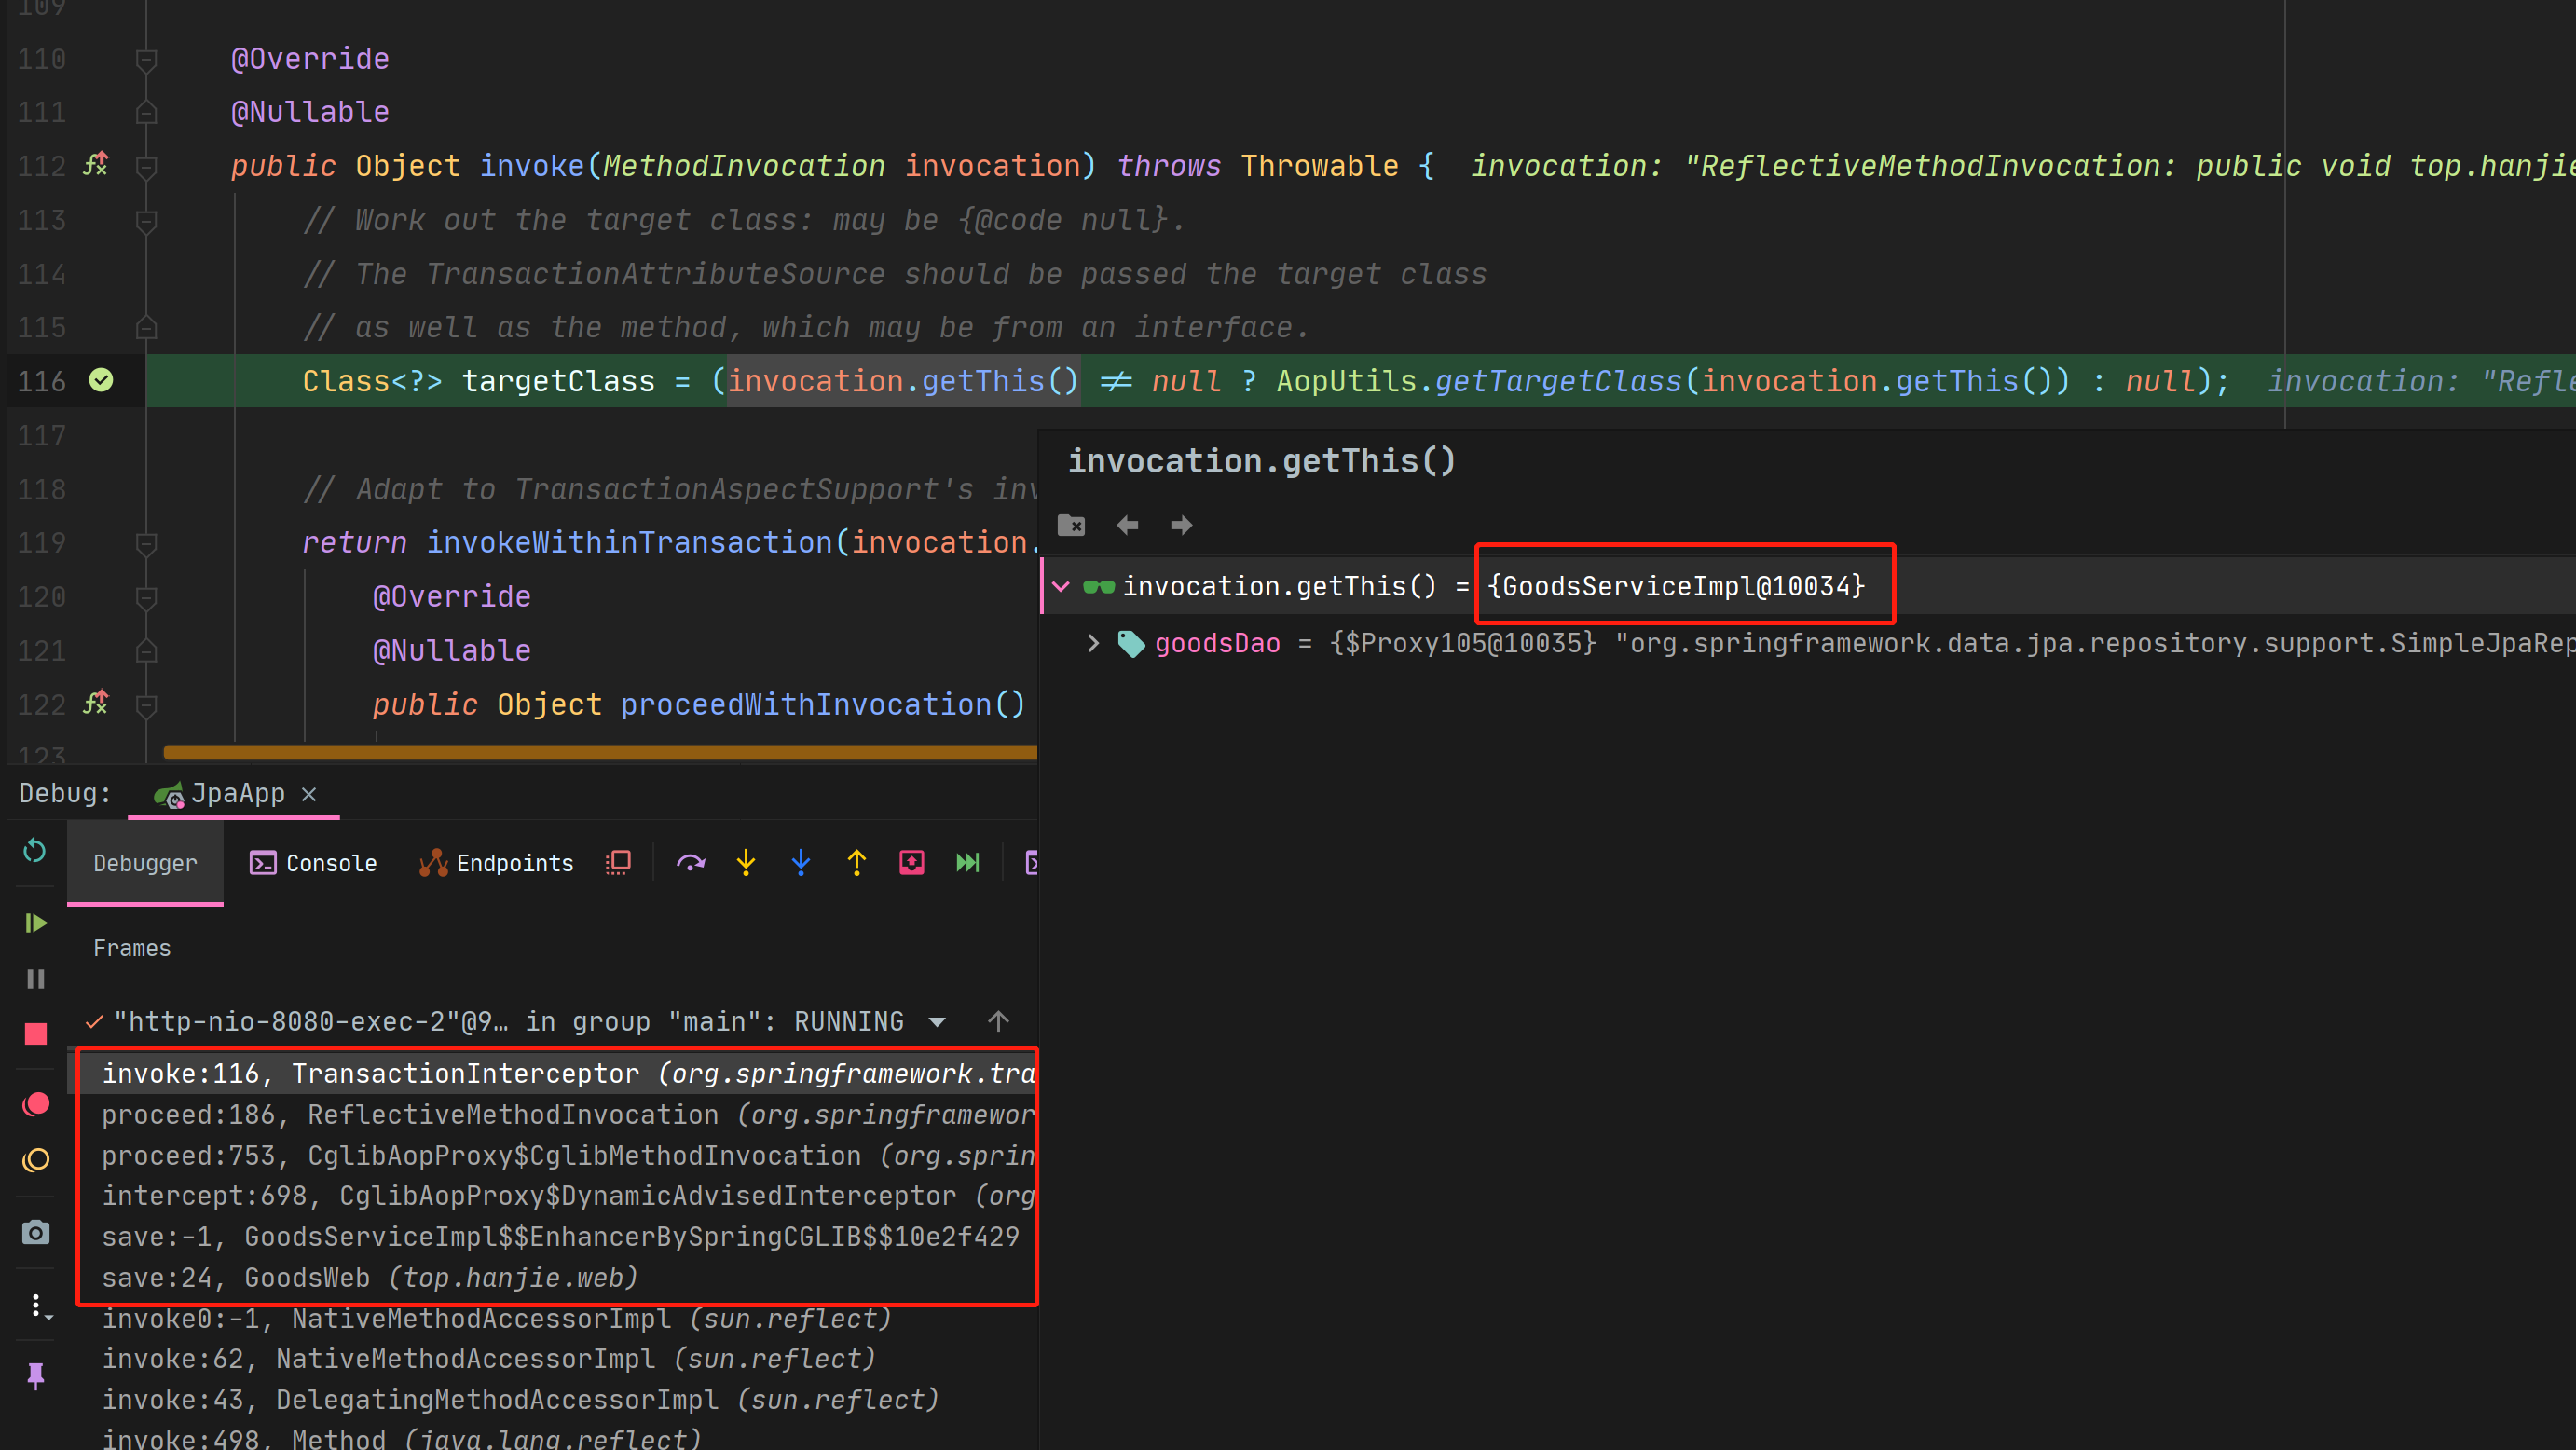 109
110 @Override
111 @Nullable
112 public Object invoke(MethodInvocation invocation) throws Throwable { invocation: "ReflectiveMethodInvocation: public void top.hanjie
113 // Work out the target class: may be {@code null}.
114 // The TransactionAttributeSource should be passed the target class
115 // as well as the method, which may be from an interface.
116 Class<?> targetClass = (invocation.getThis() != null ? AopUtils.getTargetClass(invocation.getThis()) : null); invocation: "Refle
117
118 // Adapt to TransactionAspectSupport's inv
119 return invokeWithinTransaction(invocation.
120 @Override
121 @Nullable
122 public Object proceedWithInvocation()
123
invocation.getThis()
invocation.getThis() = {GoodsServiceImpl@10034}
goodsDao = {$Proxy105@10035} "org.springframework.data.jpa.repository.support.SimpleJpaRep
Debug: JpaApp
Debugger Console Endpoints
Frames
"http-nio-8080-exec-2"@9… in group "main": RUNNING
invoke:116, TransactionInterceptor (org.springframework.tra
proceed:186, ReflectiveMethodInvocation (org.springframewor
proceed:753, CglibAopProxy$CglibMethodInvocation (org.sprin
intercept:698, CglibAopProxy$DynamicAdvisedInterceptor (org
save:-1, GoodsServiceImpl$$EnhancerBySpringCGLIB$$10e2f429
save:24, GoodsWeb (top.hanjie.web)
invoke0:-1, NativeMethodAccessorImpl (sun.reflect)
invoke:62, NativeMethodAccessorImpl (sun.reflect)
invoke:43, DelegatingMethodAccessorImpl (sun.reflect)
invoke:498, Method (java.lang.reflect)